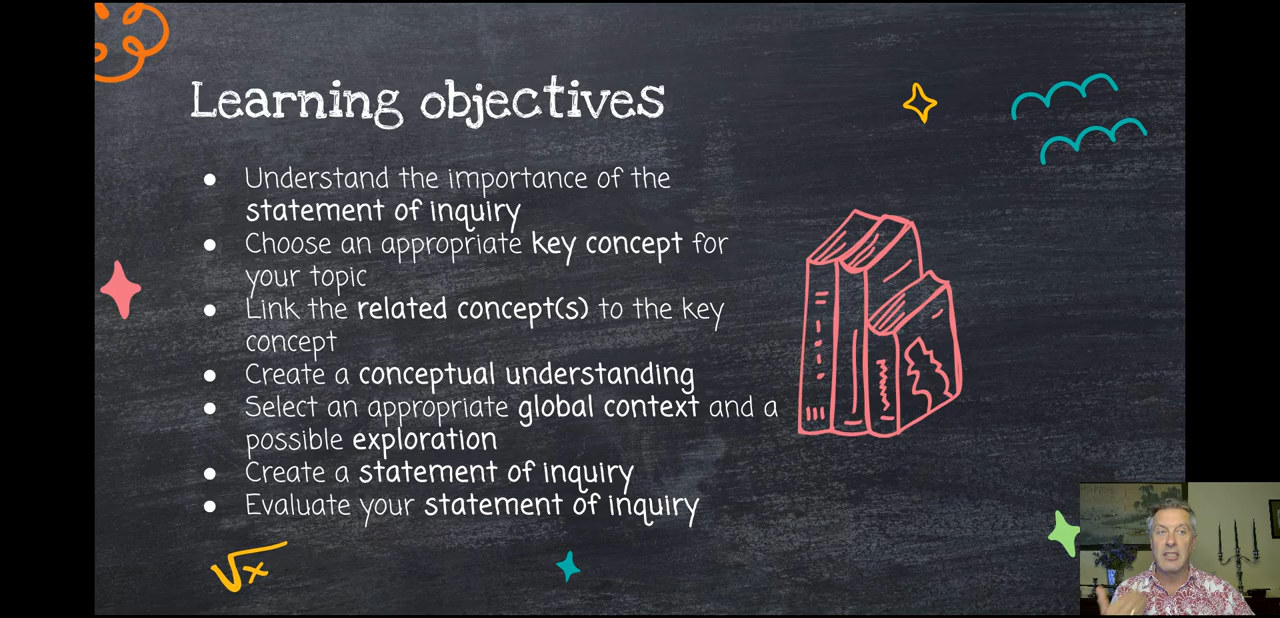 Learning objectives
● Understand the importance of the
statement of inquiry
● Choose an appropriate key concept for
your topic
● Link the related concept(s) to the key
concept
● Create a conceptual understanding
● Select an appropriate global context and a
possible exploration
● Create a statement of inquiry
● Evaluate your statement of inquiry
√x